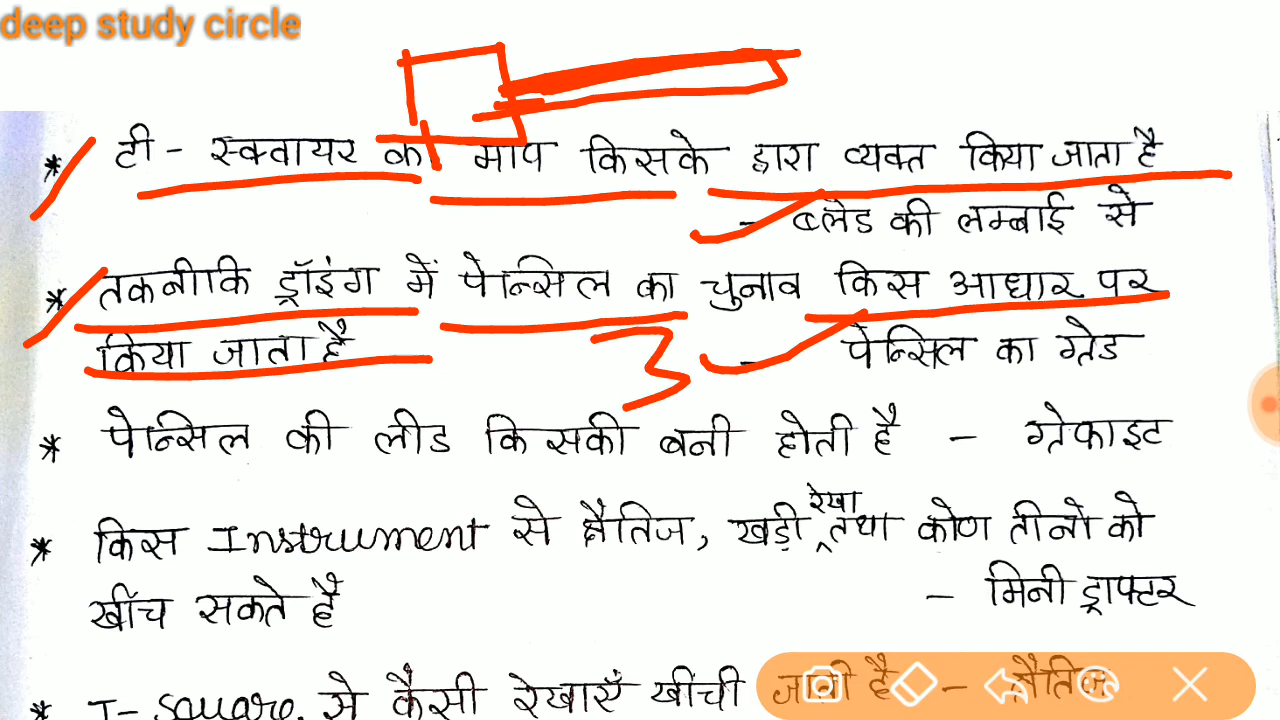 deep study circle
* टी - स्क्वायर का माप किसके द्वारा व्यक्त किया जाता है
- ब्लेड की लम्बाई से
* तकनीकि ड्रॉइंग में पेन्सिल का चुनाव किस आधार पर
किया जाता है - पेन्सिल का ग्रेड
* पेन्सिल की लीड किसकी बनी होती है - ग्रेफाइट
* किस Instrument से क्षैतिज, खड़ी रेखा तथा कोण तीनो को
खींच सकते है - मिनी ड्राफ्टर
* T- square से कैसी रेखाएँ खींची जाती है - क्षैतिज